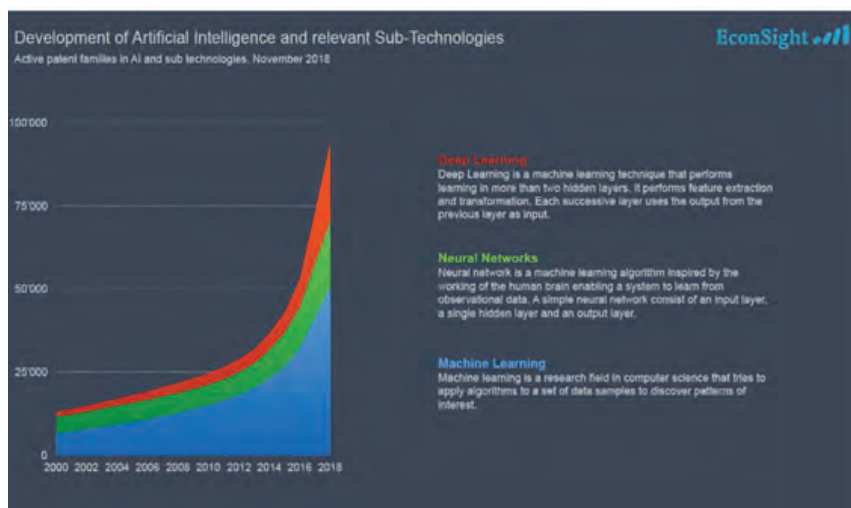 Development of Artificial Intelligence and relevant Sub-Technologies
Active patent families in AI and sub technologies, November 2018
EconSight
100'000
75'000
50'000
25'000
0
2000 2002 2004 2006 2008 2010 2012 2014 2016 2018
Deep Learning
Deep Learning is a machine learning technique that performs
learning in more than two hidden layers. It performs feature extraction
and transformation. Each successive layer uses the output from the
previous layer as input.
Neural Networks
Neural network is a machine learning algorithm inspired by the
working of the human brain enabling a system to learn from
observational data. A simple neural network consist of an input layer,
a single hidden layer and an output layer.
Machine Learning
Machine learning is a research field in computer science that tries to
apply algorithms to a set of data samples to discover patterns of
interest.